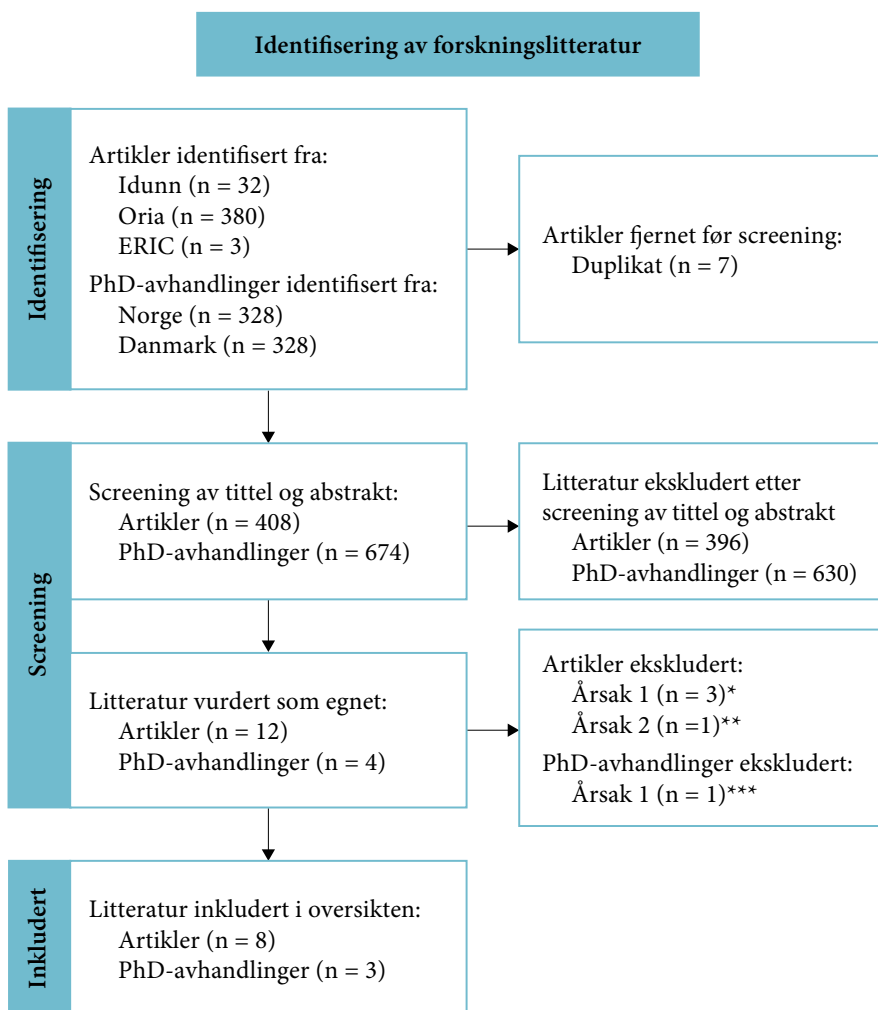 Identifisering av forskningslitteratur
Identifisering
Artikler identifisert fra:
Idunn (n = 32)
Oria (n = 380)
ERIC (n = 3)
PhD-avhandlinger identifisert fra:
Norge (n = 328)
Danmark (n = 328)
Artikler fjernet før screening:
Duplikat (n = 7)
Screening
Screening av tittel og abstrakt:
Artikler (n = 408)
PhD-avhandlinger (n = 674)
Litteratur ekskludert etter
screening av tittel og abstrakt
Artikler (n = 396)
PhD-avhandlinger (n = 630)
Litteratur vurdert som egnet:
Artikler (n = 12)
PhD-avhandlinger (n = 4)
Artikler ekskludert:
Årsak 1 (n = 3)*
Årsak 2 (n =1)**
PhD-avhandlinger ekskludert:
Årsak 1 (n = 1)***
Inkludert
Litteratur inkludert i oversikten:
Artikler (n = 8)
PhD-avhandlinger (n = 3)